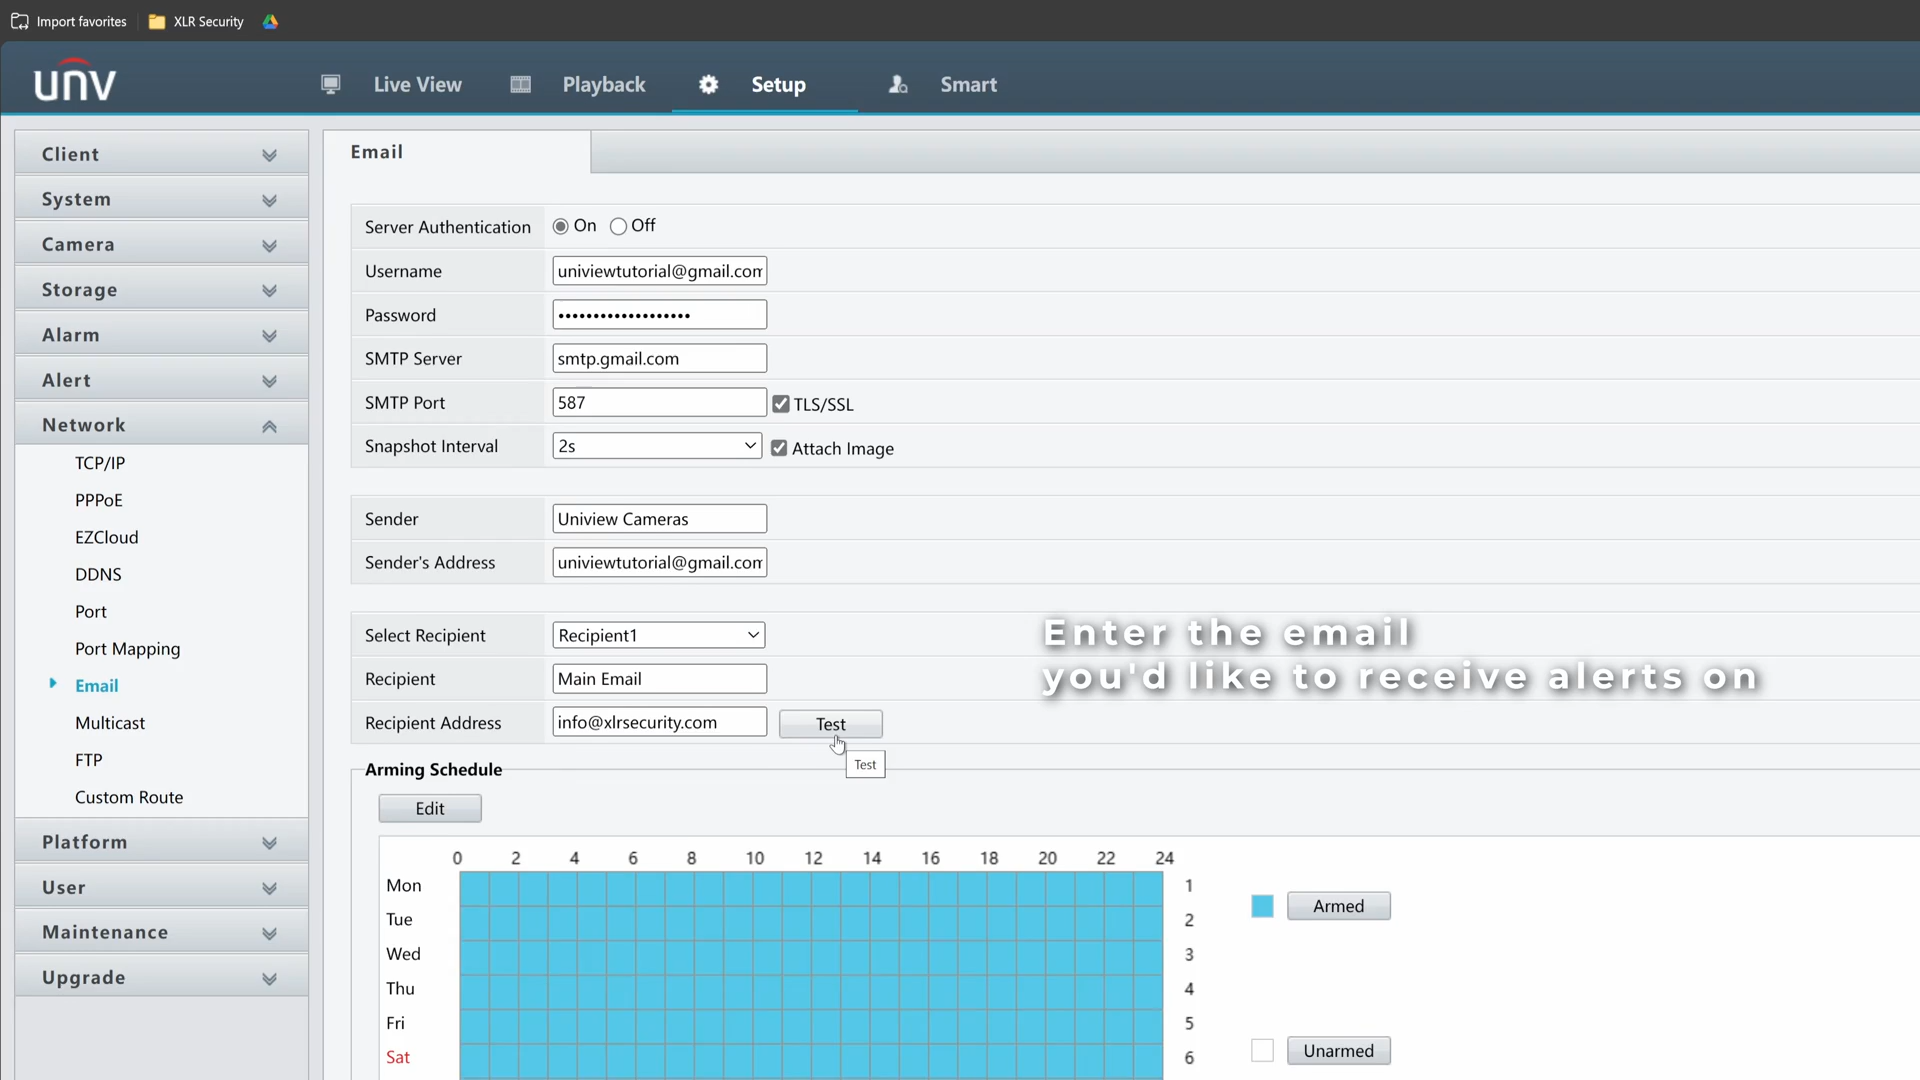 Import favorites
XLR Security
unv
Live View
Playback
Setup
Smart
Client
System
Camera
Storage
Alarm
Alert
Network
TCP/IP
PPPoE
EZCloud
DDNS
Port
Port Mapping
Email
Multicast
FTP
Custom Route
Platform
User
Maintenance
Upgrade
Email
Server Authentication On Off
Username univiewtutorial@gmail.com
Password ●●●●●●●●●●●●●●●●●●●
SMTP Server smtp.gmail.com
SMTP Port 587 TLS/SSL
Snapshot Interval 2s Attach Image
Sender Uniview Cameras
Sender's Address univiewtutorial@gmail.com
Select Recipient Recipient1
Recipient Main Email
Recipient Address info@xlrsecurity.com Test
Test
Enter the email
you'd like to receive alerts on
Arming Schedule
Edit
0 2 4 6 8 10 12 14 16 18 20 22 24
Mon 1
Tue 2
Wed 3
Thu 4
Fri 5
Sat 6
Armed
Unarmed